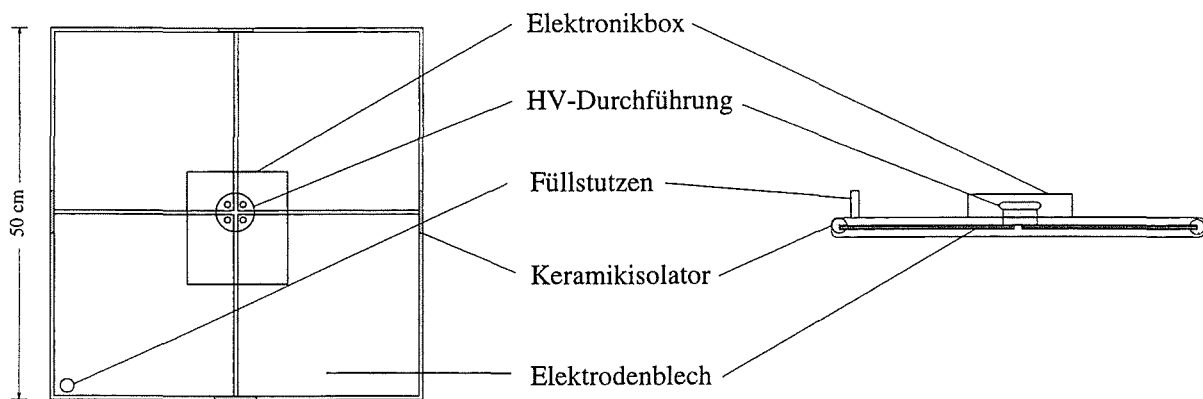 Elektronikbox
HV-Durchführung
Füllstutzen
Keramikisolator
Elektrodenblech
50 cm